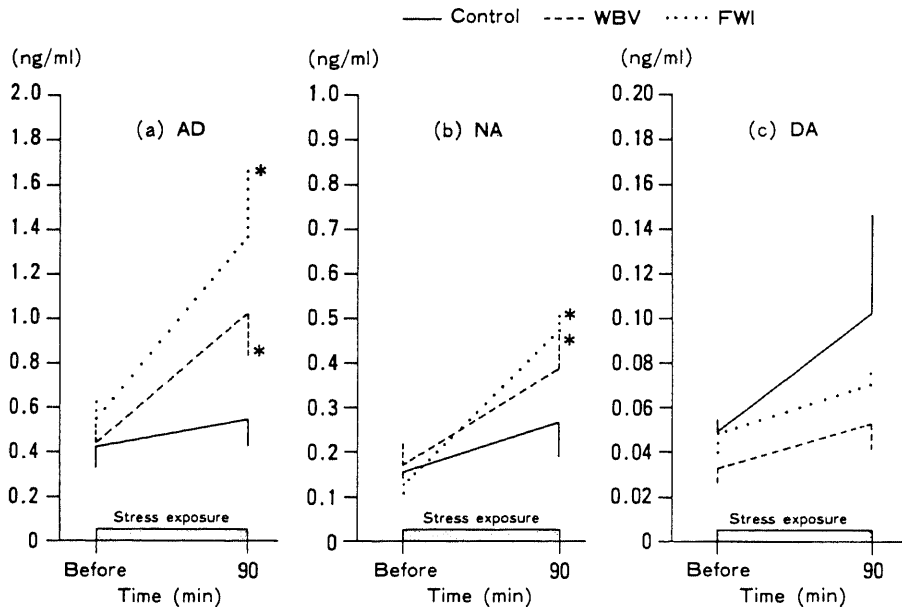 Control WBV FWI
(ng/ml) (ng/ml) (ng/ml)
2.0
1.8
1.6
1.4
1.2
1.0
0.8
0.6
0.4
0.2
0
(a) AD
*
*
Stress exposure
Before 90
Time (min)
1.0
0.9
0.8
0.7
0.6
0.5
0.4
0.3
0.2
0.1
0
(b) NA
*
*
Stress exposure
Before 90
Time (min)
0.20
0.18
0.16
0.14
0.12
0.10
0.08
0.06
0.04
0.02
0
(c) DA
Stress exposure
Before 90
Time (min)